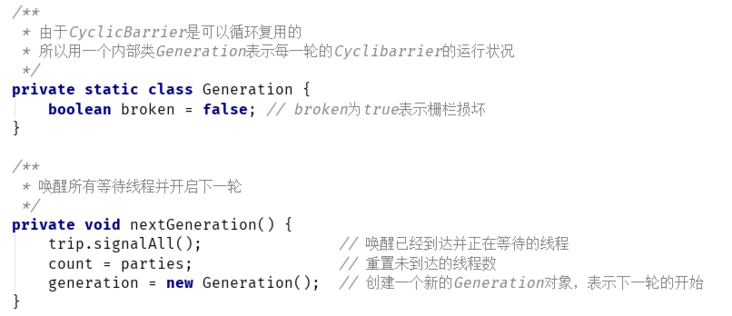 /**
 * 由于CyclicBarrier是可以循环复用的
 * 所以用一个内部类Generation表示每一轮的Cyclibarrier的运行状况
 */
private static class Generation {
    boolean broken = false; // broken为true表示栅栏损坏
}
/**
 * 唤醒所有等待线程并开启下一轮
 */
private void nextGeneration() {
    trip.signalAll();               // 唤醒已经到达并正在等待的线程
    count = parties;                // 重置未到达的线程数
    generation = new Generation();  // 创建一个新的Generation对象，表示下一轮的开始
}